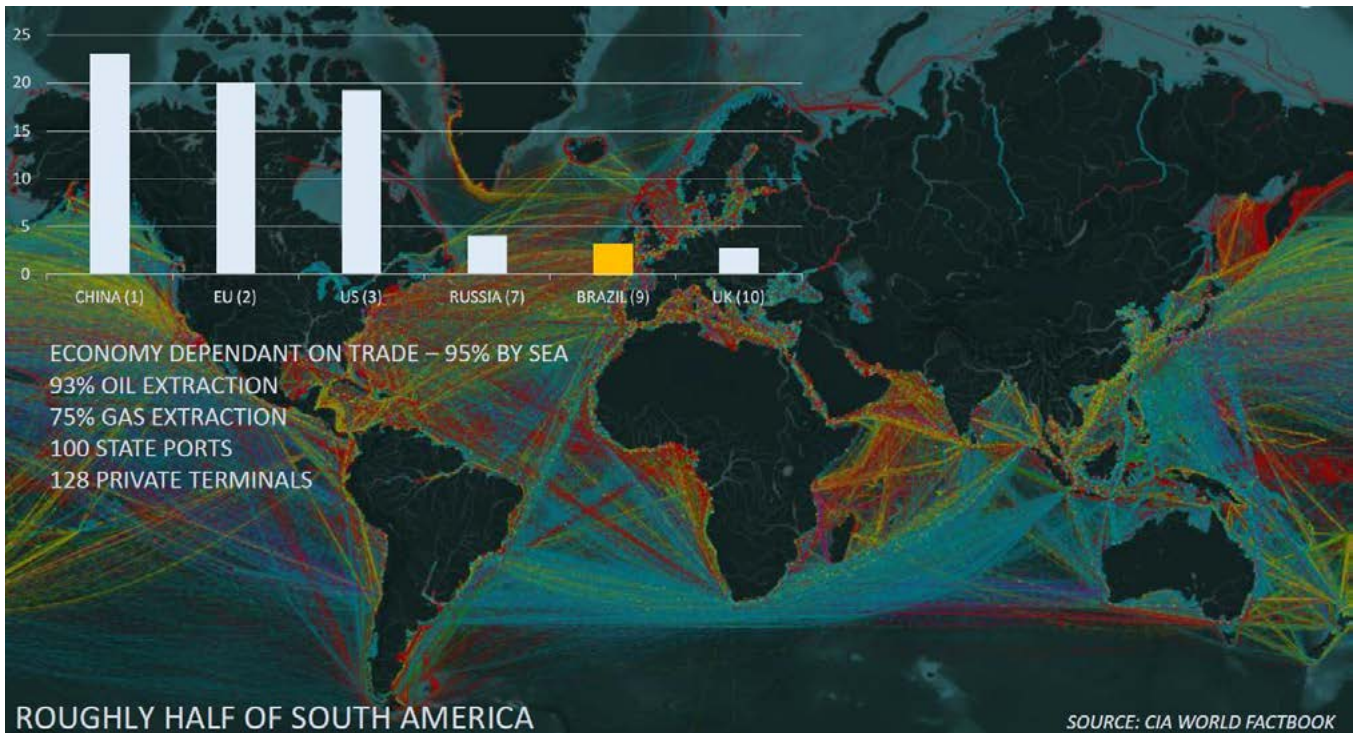 25
20
15
10
5
0
CHINA (1) EU (2) US (3) RUSSIA (7) BRAZIL (9) UK (10)
ECONOMY DEPENDANT ON TRADE – 95% BY SEA
93% OIL EXTRACTION
75% GAS EXTRACTION
100 STATE PORTS
128 PRIVATE TERMINALS
ROUGHLY HALF OF SOUTH AMERICA
SOURCE: CIA WORLD FACTBOOK